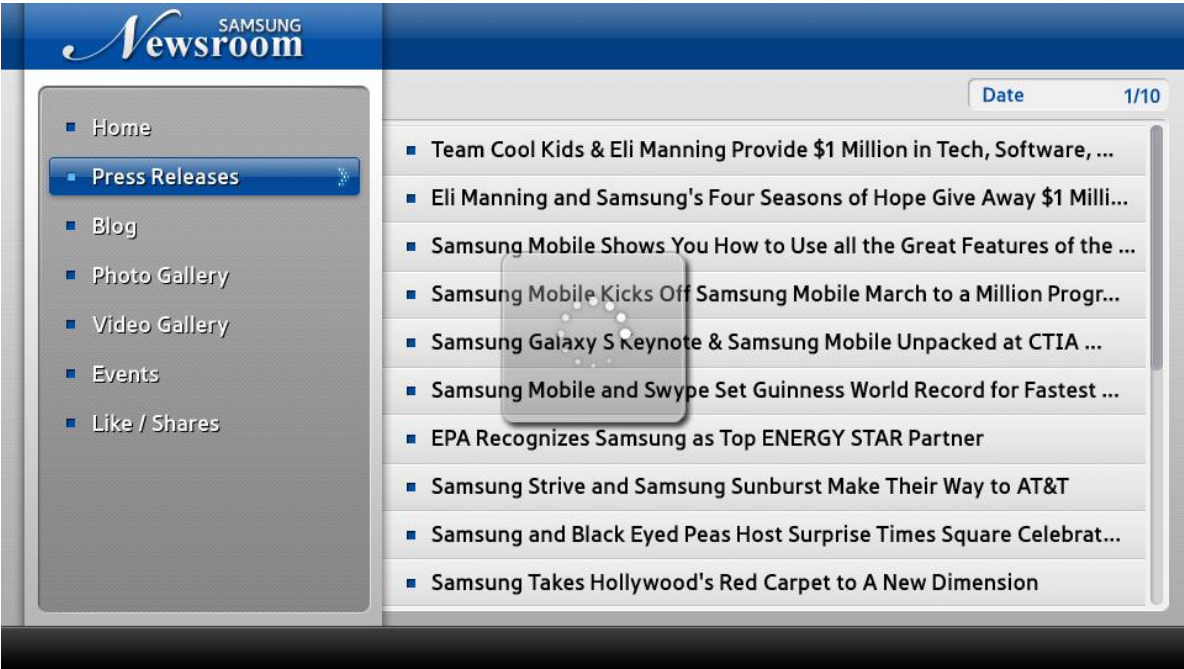 SAMSUNG
Newsroom
Date 1/10
Home
Press Releases
Blog
Photo Gallery
Video Gallery
Events
Like / Shares
Team Cool Kids & Eli Manning Provide $1 Million in Tech, Software, ...
Eli Manning and Samsung's Four Seasons of Hope Give Away $1 Milli...
Samsung Mobile Shows You How to Use all the Great Features of the ...
Samsung Mobile Kicks Off Samsung Mobile March to a Million Progr...
Samsung Galaxy S Keynote & Samsung Mobile Unpacked at CTIA ...
Samsung Mobile and Swype Set Guinness World Record for Fastest ...
EPA Recognizes Samsung as Top ENERGY STAR Partner
Samsung Strive and Samsung Sunburst Make Their Way to AT&T
Samsung and Black Eyed Peas Host Surprise Times Square Celebrat...
Samsung Takes Hollywood's Red Carpet to A New Dimension